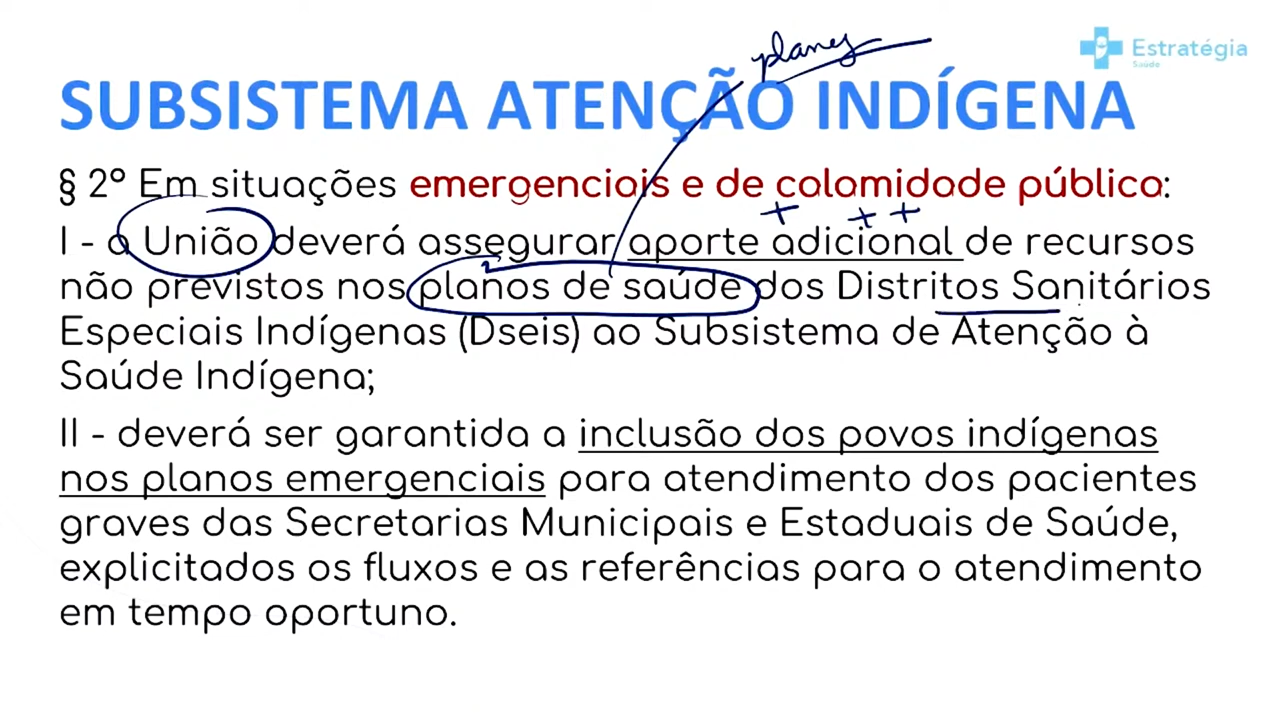 planej
Estratégia
Saúde
SUBSISTEMA ATENÇÃO INDÍGENA
§ 2º Em situações emergenciais e de calamidade pública:
+ + +
I - a União deverá assegurar aporte adicional de recursos
não previstos nos planos de saúde dos Distritos Sanitários
Especiais Indígenas (Dseis) ao Subsistema de Atenção à
Saúde Indígena;
II - deverá ser garantida a inclusão dos povos indígenas
nos planos emergenciais para atendimento dos pacientes
graves das Secretarias Municipais e Estaduais de Saúde,
explicitados os fluxos e as referências para o atendimento
em tempo oportuno.